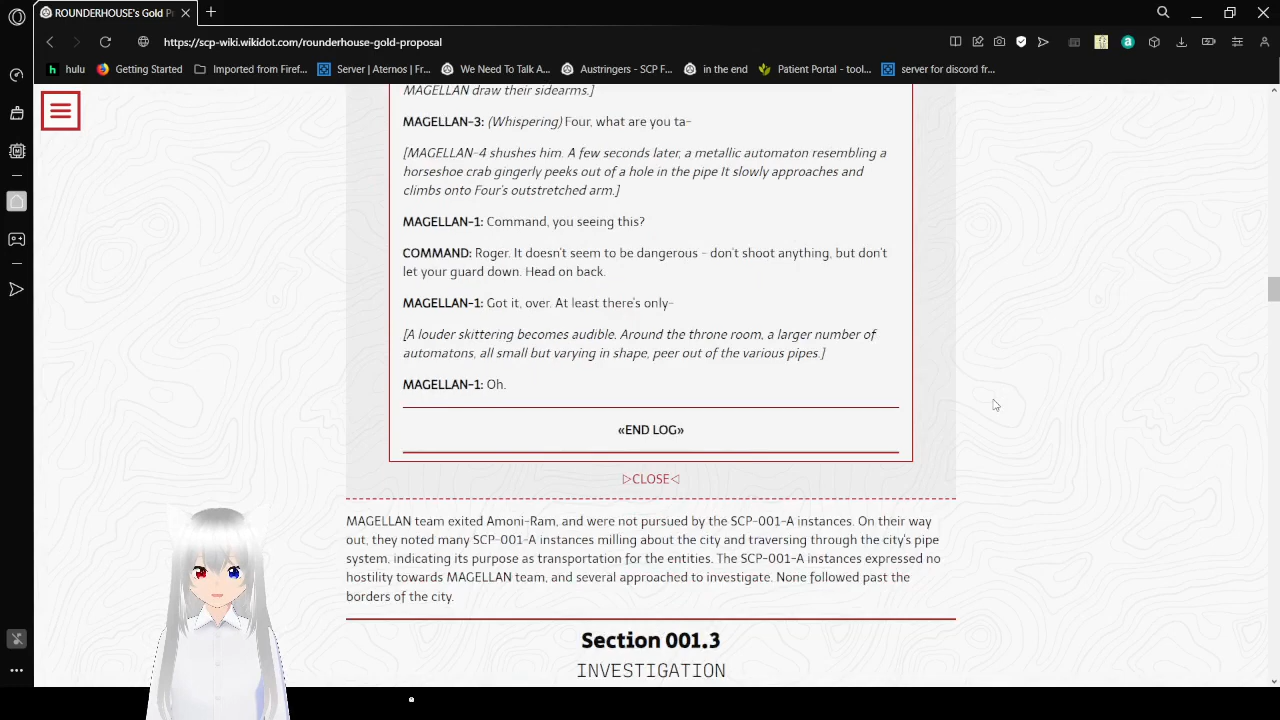 ROUNDERHOUSE's Gold P
https://scp-wiki.wikidot.com/rounderhouse-gold-proposal
hulu
Getting Started
Imported from Firef...
Server | Aternos | Fr...
We Need To Talk A...
Austringers - SCP F...
in the end
Patient Portal - tool...
server for discord fr...
MAGELLAN draw their sidearms.]
MAGELLAN-3: (Whispering) Four, what are you ta-
[MAGELLAN-4 shushes him. A few seconds later, a metallic automaton resembling a
horseshoe crab gingerly peeks out of a hole in the pipe It slowly approaches and
climbs onto Four's outstretched arm.]
MAGELLAN-1: Command, you seeing this?
COMMAND: Roger. It doesn't seem to be dangerous - don't shoot anything, but don't
let your guard down. Head on back.
MAGELLAN-1: Got it, over. At least there's only-
[A louder skittering becomes audible. Around the throne room, a larger number of
automatons, all small but varying in shape, peer out of the various pipes.]
MAGELLAN-1: Oh.
«END LOG»
▷CLOSE◁
MAGELLAN team exited Amoni-Ram, and were not pursued by the SCP-001-A instances. On their way
out, they noted many SCP-001-A instances milling about the city and traversing through the city's pipe
system, indicating its purpose as transportation for the entities. The SCP-001-A instances expressed no
hostility towards MAGELLAN team, and several approached to investigate. None followed past the
borders of the city.
Section 001.3
INVESTIGATION